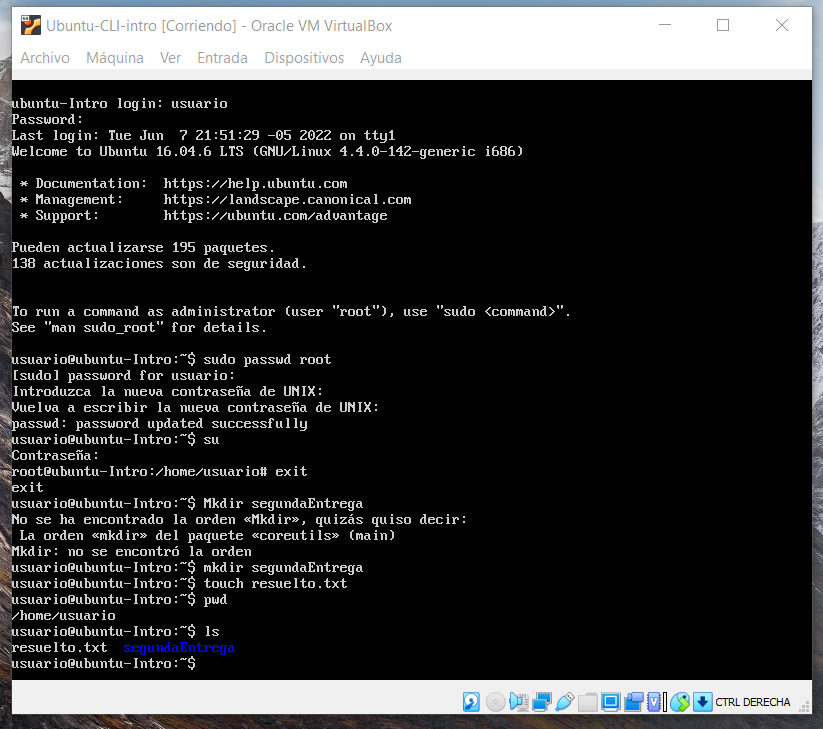 Ubuntu-CLI-intro [Corriendo] - Oracle VM VirtualBox
Archivo Máquina Ver Entrada Dispositivos Ayuda
ubuntu-Intro login: usuario
Password:
Last login: Tue Jun  7 21:51:29 -05 2022 on tty1
Welcome to Ubuntu 16.04.6 LTS (GNU/Linux 4.4.0-142-generic i686)
* Documentation:  https://help.ubuntu.com
* Management:     https://landscape.canonical.com
* Support:        https://ubuntu.com/advantage
Pueden actualizarse 195 paquetes.
138 actualizaciones son de seguridad.
To run a command as administrator (user "root"), use "sudo <command>".
See "man sudo_root" for details.
usuario@ubuntu-Intro:~$ sudo passwd root
[sudo] password for usuario:
Introduzca la nueva contraseña de UNIX:
Vuelva a escribir la nueva contraseña de UNIX:
passwd: password updated successfully
usuario@ubuntu-Intro:~$ su
Contraseña:
root@ubuntu-Intro:/home/usuario# exit
exit
usuario@ubuntu-Intro:~$ Mkdir segundaEntrega
No se ha encontrado la orden «Mkdir», quizás quiso decir:
La orden «mkdir» del paquete «coreutils» (main)
Mkdir: no se encontró la orden
usuario@ubuntu-Intro:~$ mkdir segundaEntrega
usuario@ubuntu-Intro:~$ touch resuelto.txt
usuario@ubuntu-Intro:~$ pwd
/home/usuario
usuario@ubuntu-Intro:~$ ls
resuelto.txt  segundaEntrega
usuario@ubuntu-Intro:~$
CTRL DERECHA